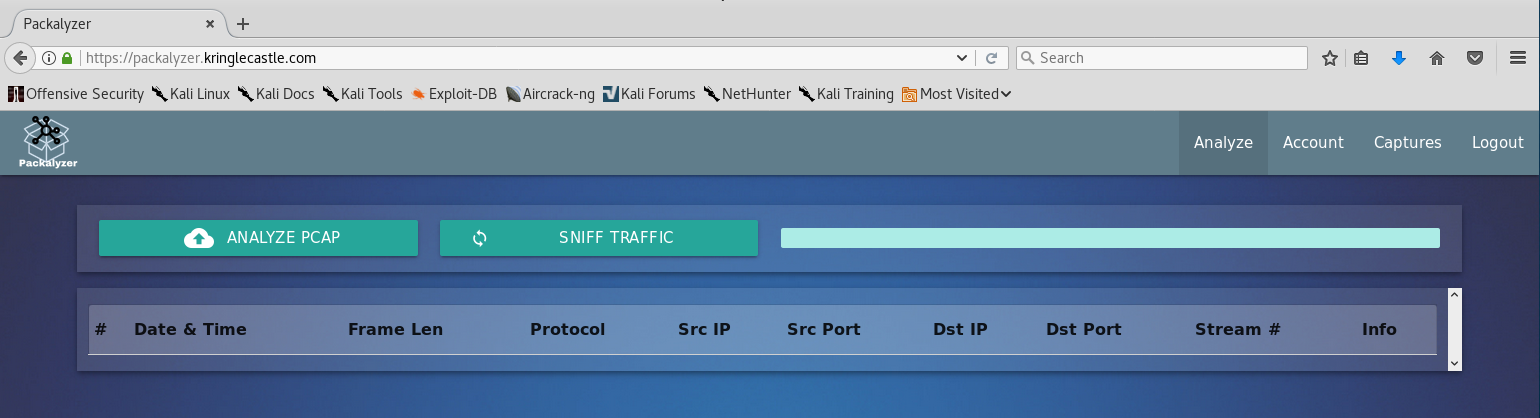 Packalyzer
https://packalyzer.kringlecastle.com
Search
Offensive Security Kali Linux Kali Docs Kali Tools Exploit-DB Aircrack-ng Kali Forums NetHunter Kali Training Most Visited
Packalyzer
Analyze Account Captures Logout
ANALYZE PCAP SNIFF TRAFFIC
# Date & Time Frame Len Protocol Src IP Src Port Dst IP Dst Port Stream # Info